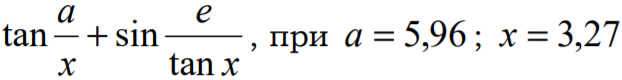 tan a/x + sin e/tan x , при a = 5,96 ; x = 3,27